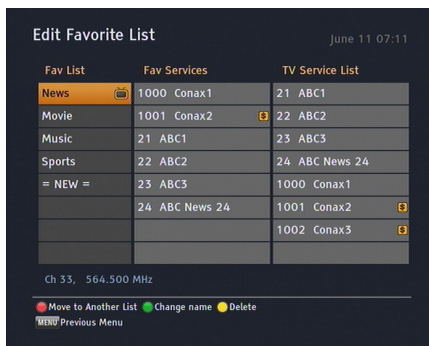 Edit Favorite List
June 11 07:11
Fav List Fav Services TV Service List
News 1000 Conax1 21 ABC1
Movie 1001 Conax2 $ 22 ABC2
Music 21 ABC1 23 ABC3
Sports 22 ABC2 24 ABC News 24
= NEW = 23 ABC3 1000 Conax1
24 ABC News 24 1001 Conax2 $
1002 Conax3 $
Ch 33, 564.500 MHz
Move to Another List Change name Delete
MENU Previous Menu